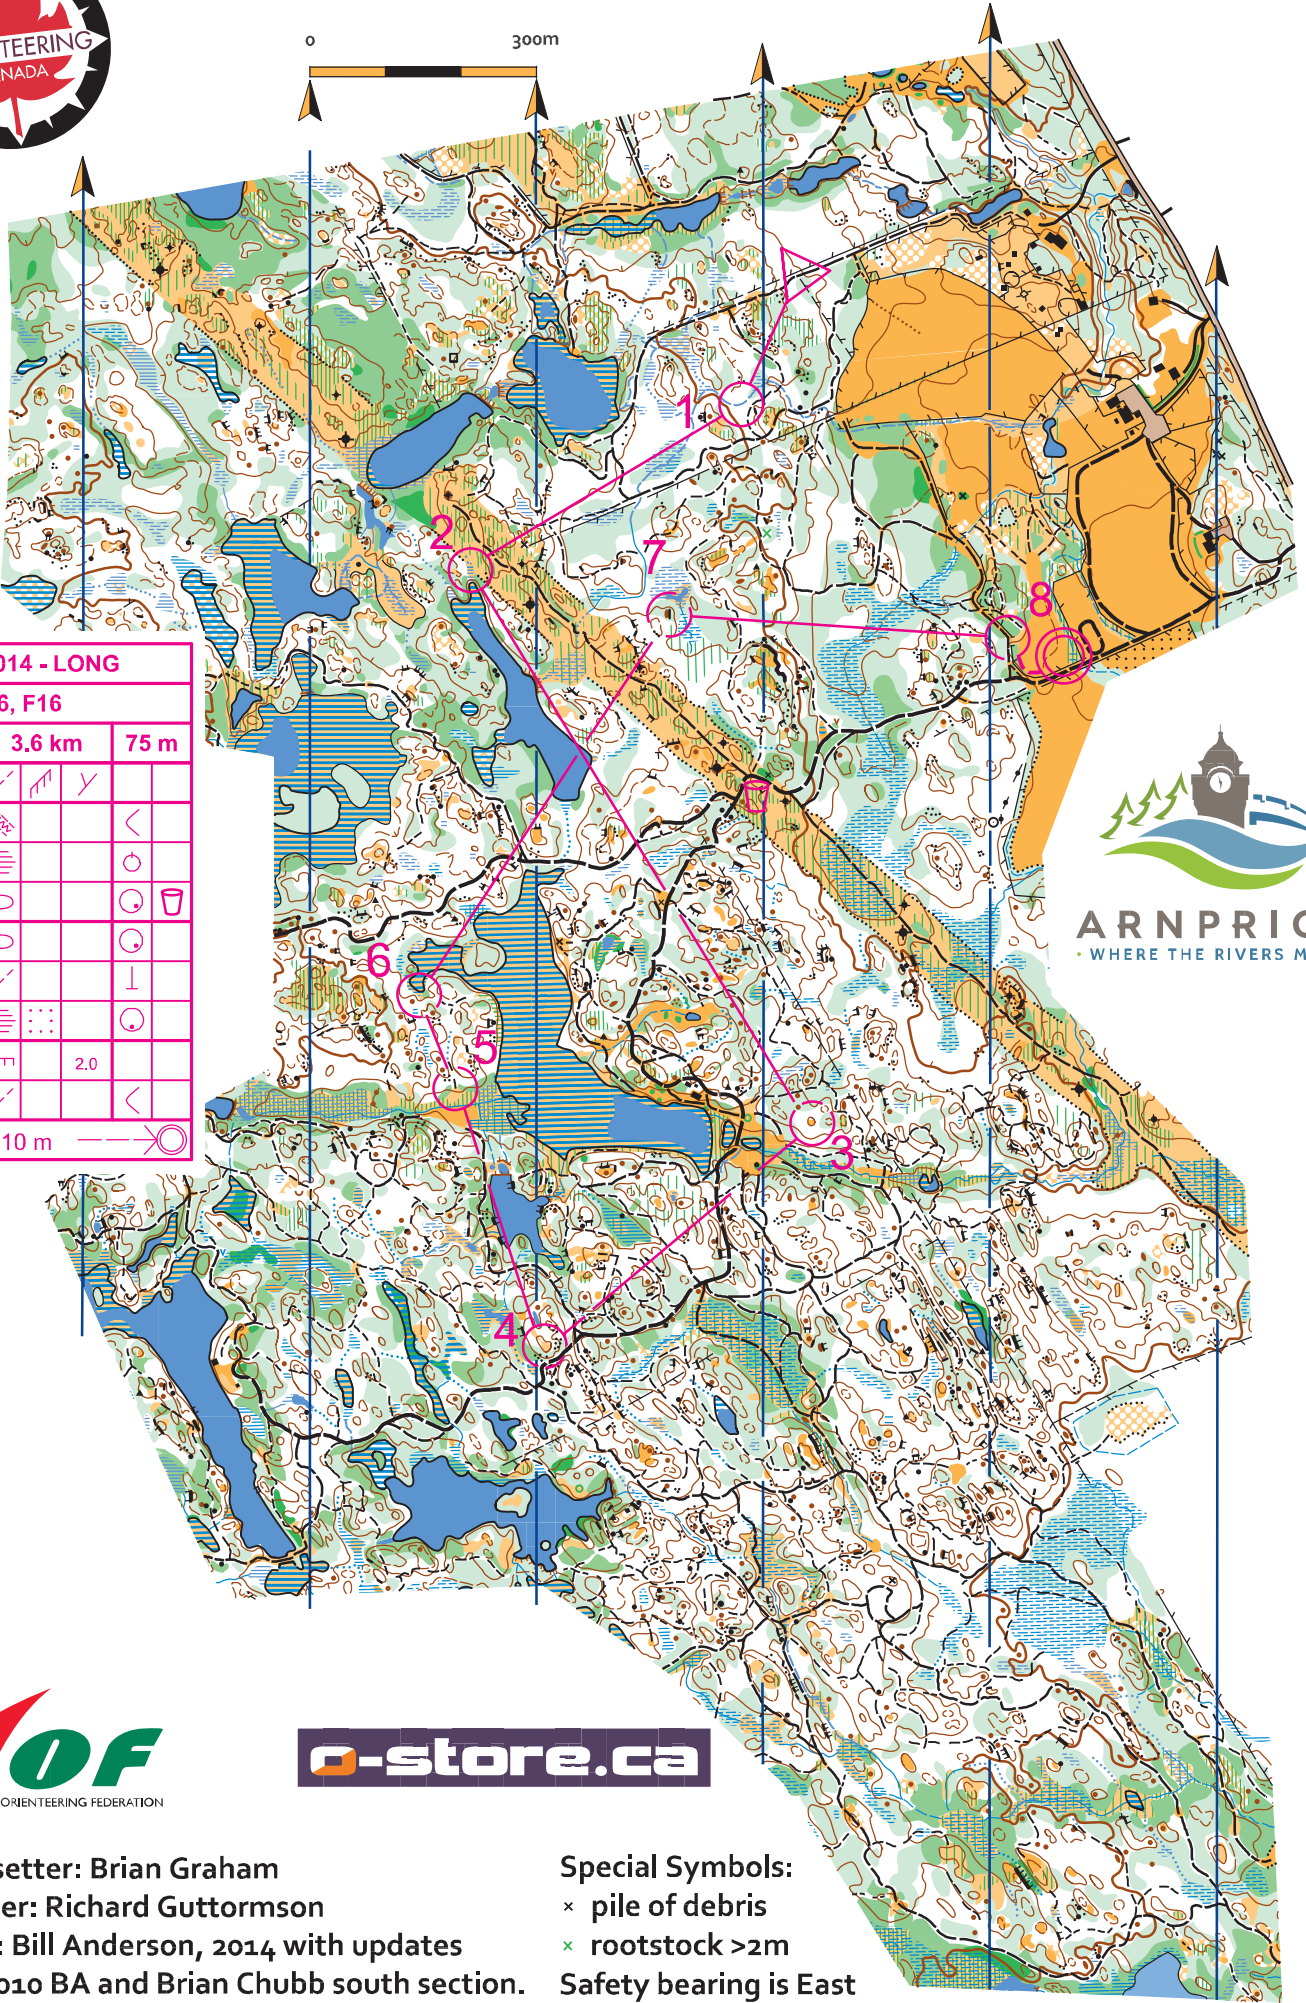 TEERING
NADA
0 300m
014 - LONG
6, F16
3.6 km 75 m
2.0
10 m
1
2
7
8
6
5
3
4
ARNPRIO
• WHERE THE RIVERS M
OF
ORIENTEERING FEDERATION
o-store.ca
setter: Brian Graham
er: Richard Guttormson
: Bill Anderson, 2014 with updates
010 BA and Brian Chubb south section.
Special Symbols:
× pile of debris
× rootstock >2m
Safety bearing is East